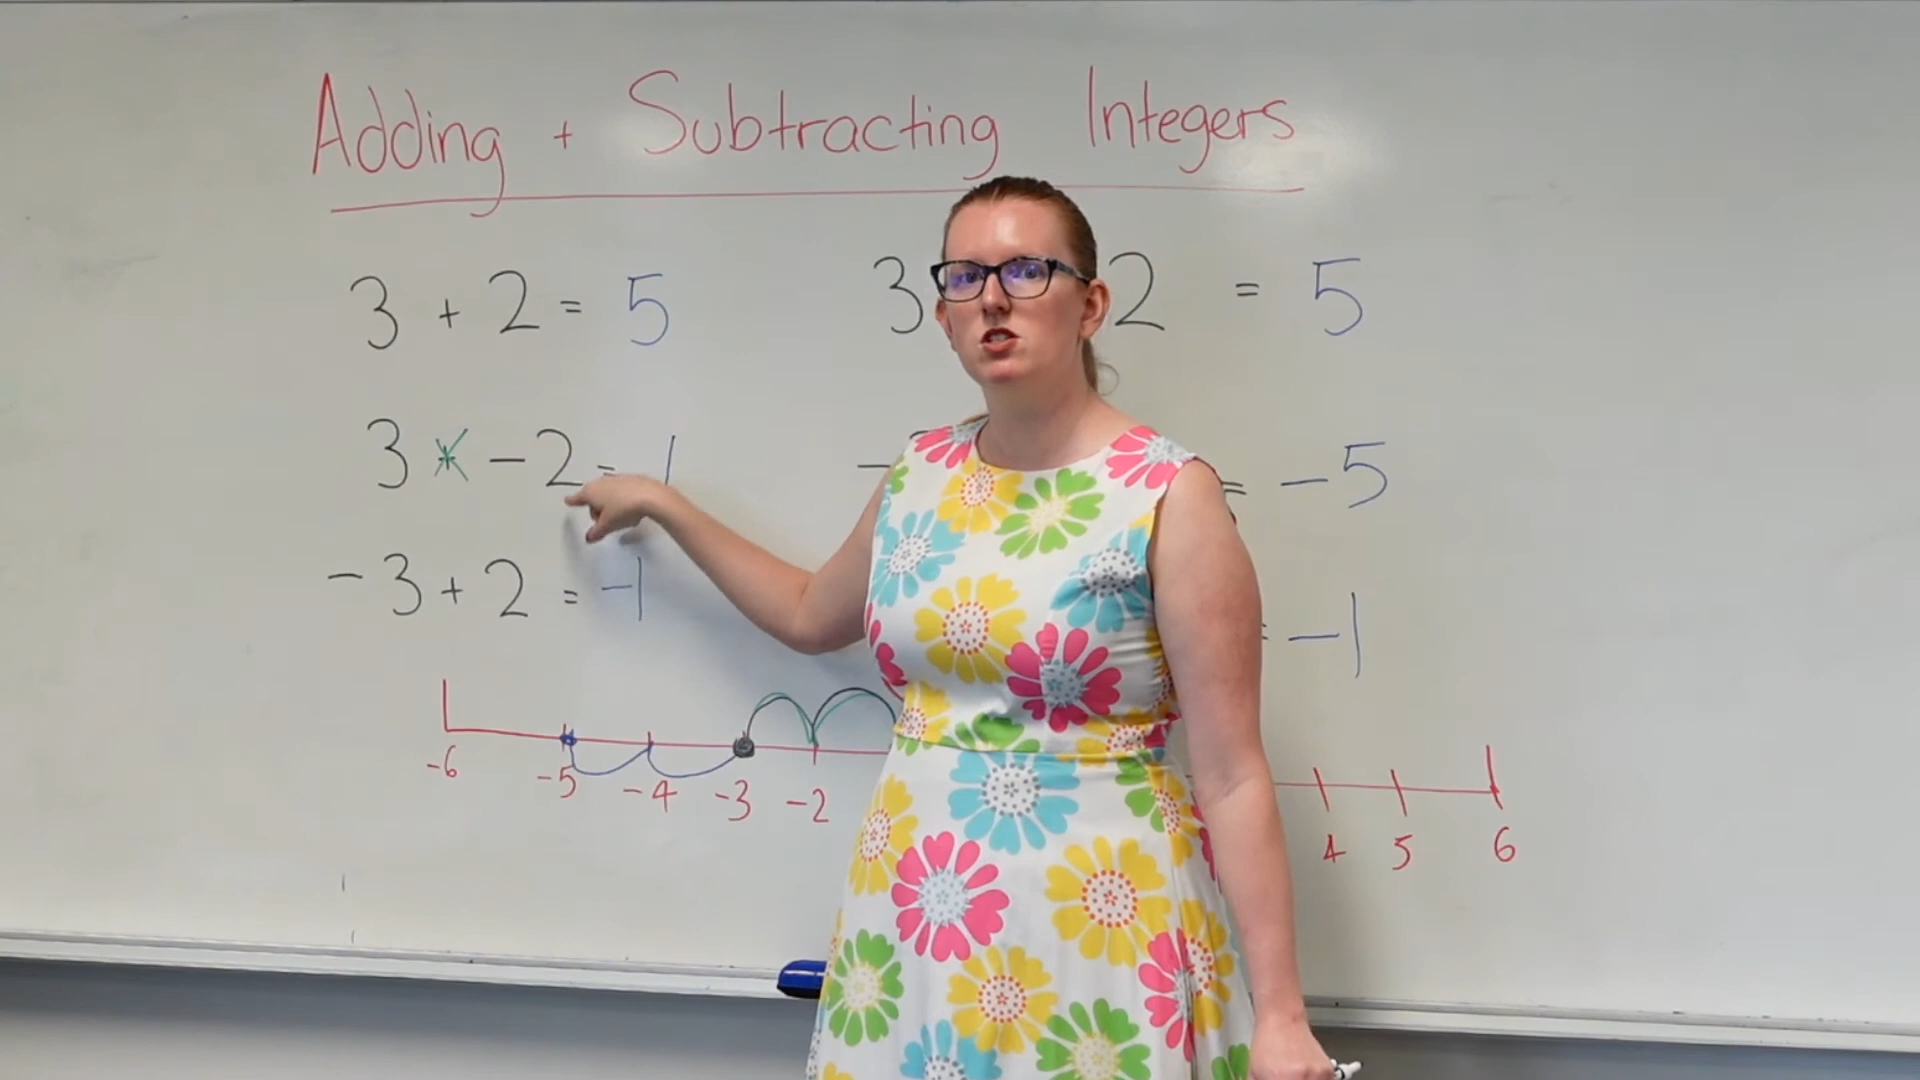 Adding + Subtracting Integers
3 + 2 = 5
3 2 = 5
3 + - 2 = 1
= - 5
- 3 + 2 = - 1
= - 1
-6 -5 -4 -3 -2 4 5 6